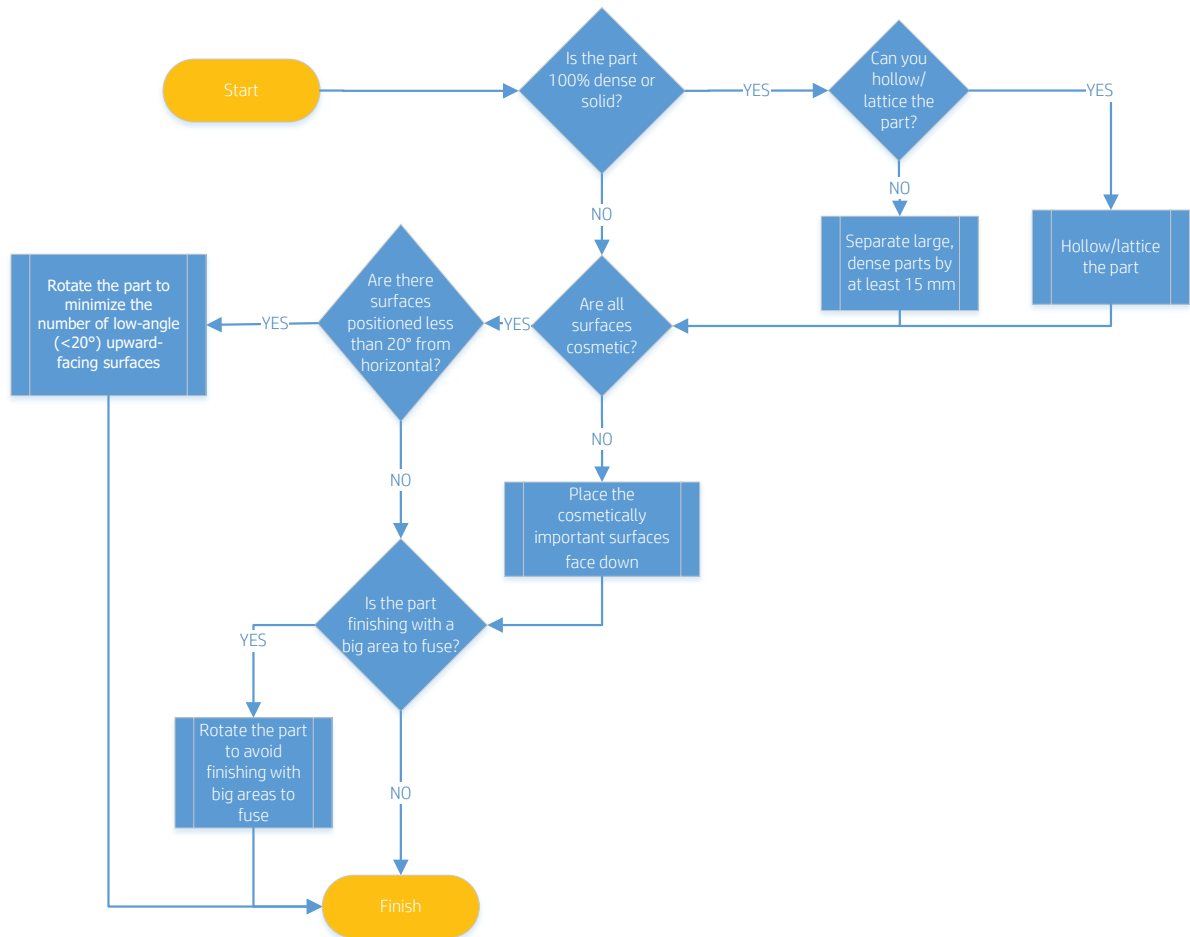 Start
Is the part
100% dense or
solid?
YES
Can you
hollow/
lattice the
part?
YES
NO
NO
Separate large,
dense parts by
at least 15 mm
Hollow/lattice
the part
Rotate the part to
minimize the
number of low-angle
(<20°) upward-
facing surfaces
YES
Are there
surfaces
positioned less
than 20° from
horizontal?
YES
Are all
surfaces
cosmetic?
NO
NO
Place the
cosmetically
important surfaces
face down
Is the part
finishing with a
big area to fuse?
YES
Rotate the part
to avoid
finishing with
big areas to
fuse
NO
Finish